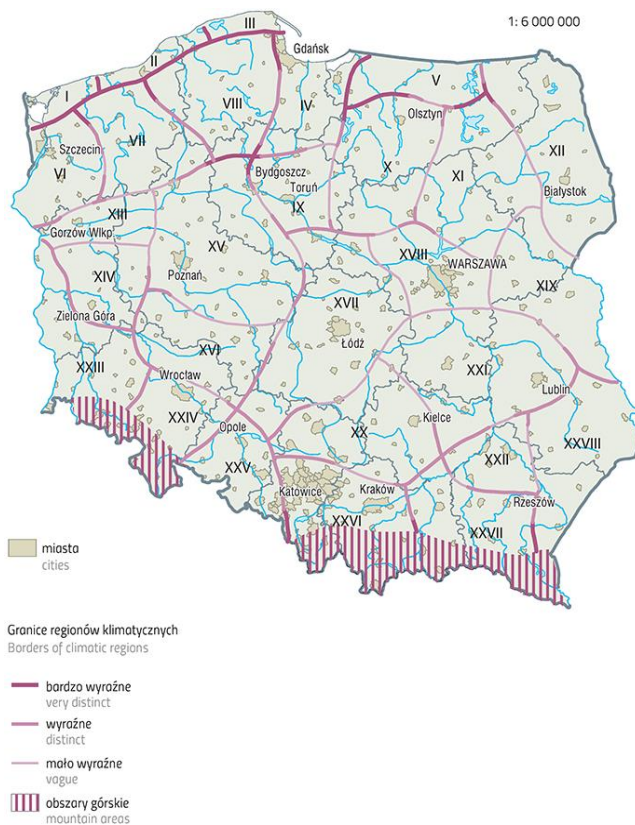 1: 6 000 000
III
Gdańsk
II
I
V
VIII
IV
Olsztyn
VII
Szczecin
XII
VI
Bydgoszcz
X
XI
Toruń
Białystok
XIII
IX
Gorzów Wlkp.
XV
XVIII
WARSZAWA
Poznań
XIV
XIX
XVII
Zielona Góra
Łódź
XVI
XXIII
Wrocław
XXI
Lublin
XXIV
Kielce
Opole
XX
XXVIII
XXV
XXII
Katowice
Kraków
Rzeszów
XXVI
XXVII
miasta
cities
Granice regionów klimatycznych
Borders of climatic regions
bardzo wyraźne
very distinct
wyraźne
distinct
mało wyraźne
vague
obszary górskie
mountain areas